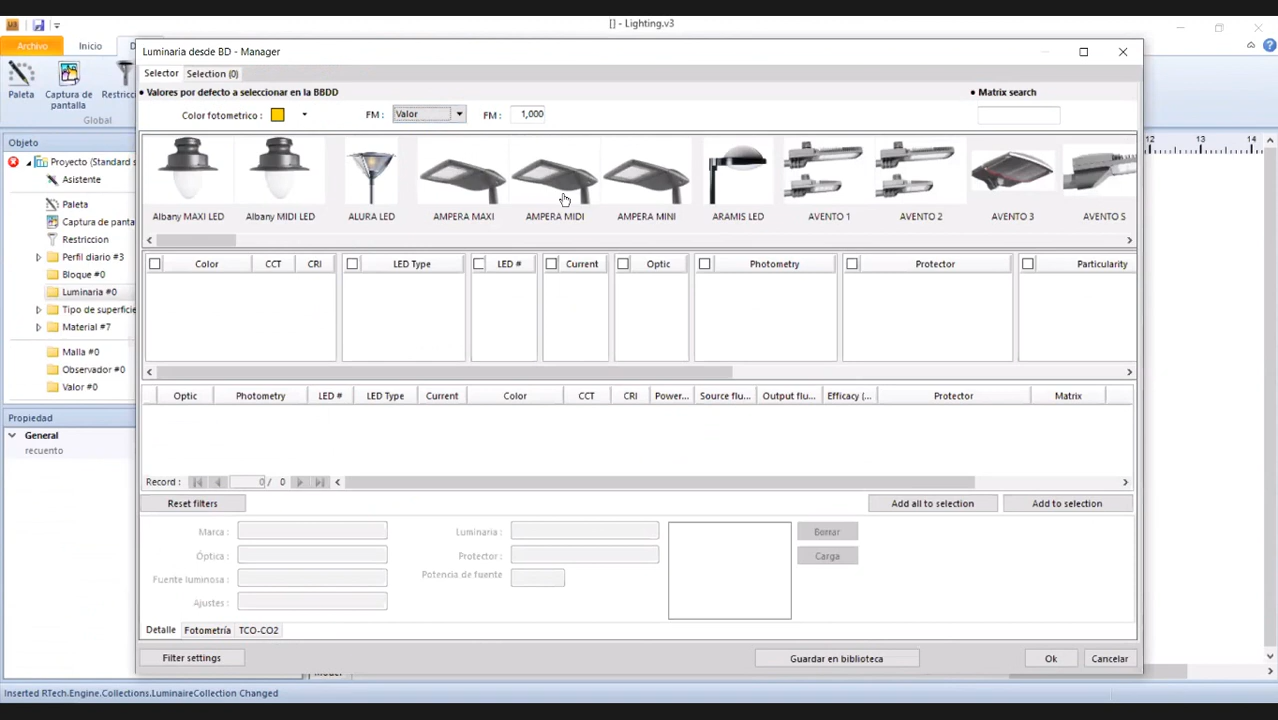 [] - Lighting.v3
Archivo
Inicio
Paleta
Captura de pantalla
Global
Objeto
Proyecto (Standard s
Asistente
Paleta
Captura de panta
Restriccion
Perfil diario #3
Bloque #0
Luminaria #0
Tipo de superficie
Material #7
Malla #0
Observador #0
Valor #0
Propiedad
General
recuento
Inserted RTech.Engine.Collections.LuminaireCollection Changed
Luminaria desde BD - Manager
Selector
Selection (0)
Valores por defecto a seleccionar en la BBDD
Matrix search
Color fotometrico :
FM :
Valor
FM :
1,000
Albany MAXI LED
Albany MIDI LED
ALURA LED
AMPERA MAXI
AMPERA MIDI
AMPERA MINI
ARAMIS LED
AVENTO 1
AVENTO 2
AVENTO 3
AVENTO S
Color
CCT
CRI
LED Type
LED #
Current
Optic
Photometry
Protector
Particularity
Optic
Photometry
LED #
LED Type
Current
Color
CCT
CRI
Power...
Source flu...
Output flu...
Efficacy (...
Protector
Matrix
Record :
0 / 0
Reset filters
Add all to selection
Add to selection
Marca :
Óptica :
Fuente luminosa :
Ajustes :
Luminaria :
Protector :
Potencia de fuente
Borrar
Carga
Detalle
Fotometría
TCO-CO2
Filter settings
Guardar en biblioteca
Ok
Cancelar
12
13
14